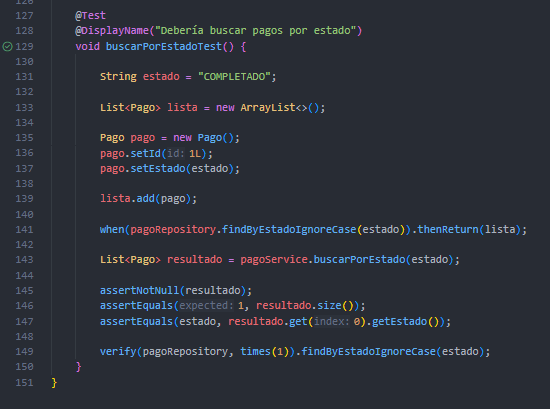 126
127 @Test
128 @DisplayName("Debería buscar pagos por estado")
129 void buscarPorEstadoTest() {
130
131 String estado = "COMPLETADO";
132
133 List<Pago> lista = new ArrayList<>();
134
135 Pago pago = new Pago();
136 pago.setId(id: 1L);
137 pago.setEstado(estado);
138
139 lista.add(pago);
140
141 when(pagoRepository.findByEstadoIgnoreCase(estado)).thenReturn(lista);
142
143 List<Pago> resultado = pagoService.buscarPorEstado(estado);
144
145 assertNotNull(resultado);
146 assertEquals(expected: 1, resultado.size());
147 assertEquals(estado, resultado.get(index: 0).getEstado());
148
149 verify(pagoRepository, times(1)).findByEstadoIgnoreCase(estado);
150 }
151 }